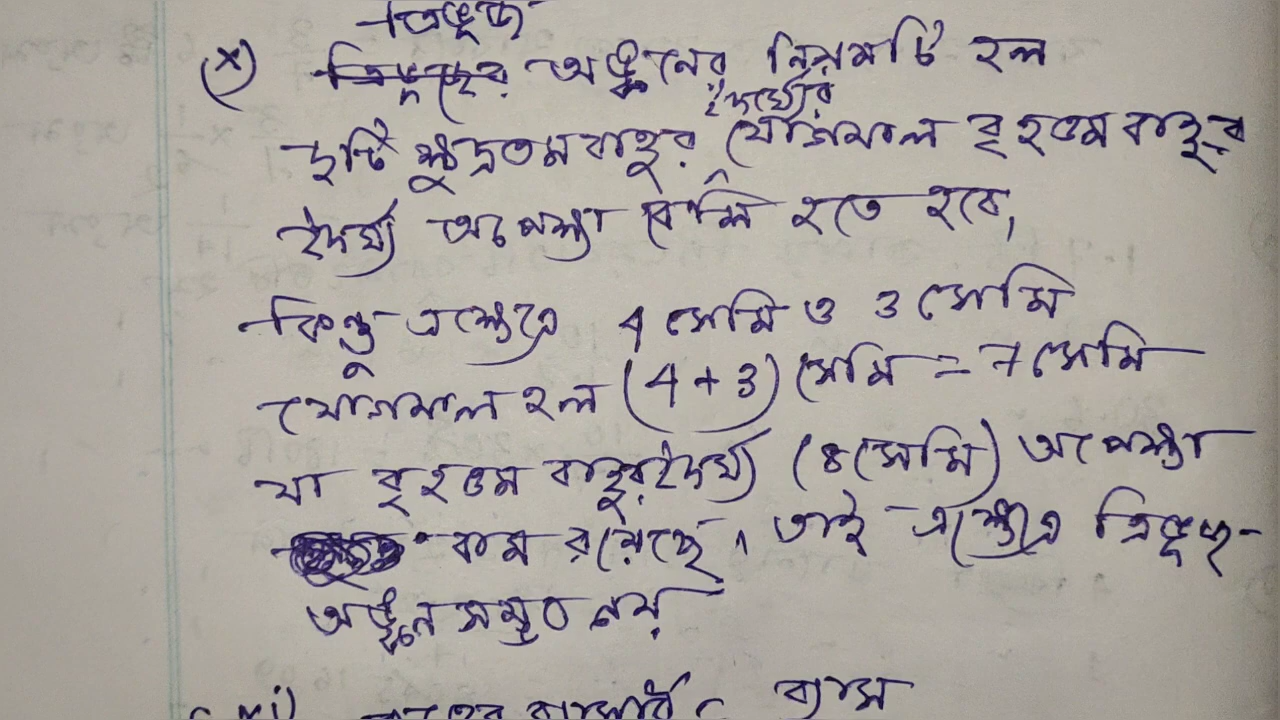 ত্রিভুজ
(x) ত্রিভুজের অঙ্কনের নিয়মটি হল
দৈর্ঘ্যের
দুটি ক্ষুদ্রতম বাহুর যোগফল বৃহত্তম বাহুর
দৈর্ঘ্য অপেক্ষা বেশি হতে হবে,
কিন্তু এক্ষেত্রে 4 সেমি ও 3 সেমি
যোগফল হল (4+3) সেমি = 7 সেমি
যা বৃহত্তম বাহুর দৈর্ঘ্য (8 সেমি) অপেক্ষা
কম রয়েছে। তাই এক্ষেত্রে ত্রিভুজ
অঙ্কন সম্ভব নয়
ব্যাস